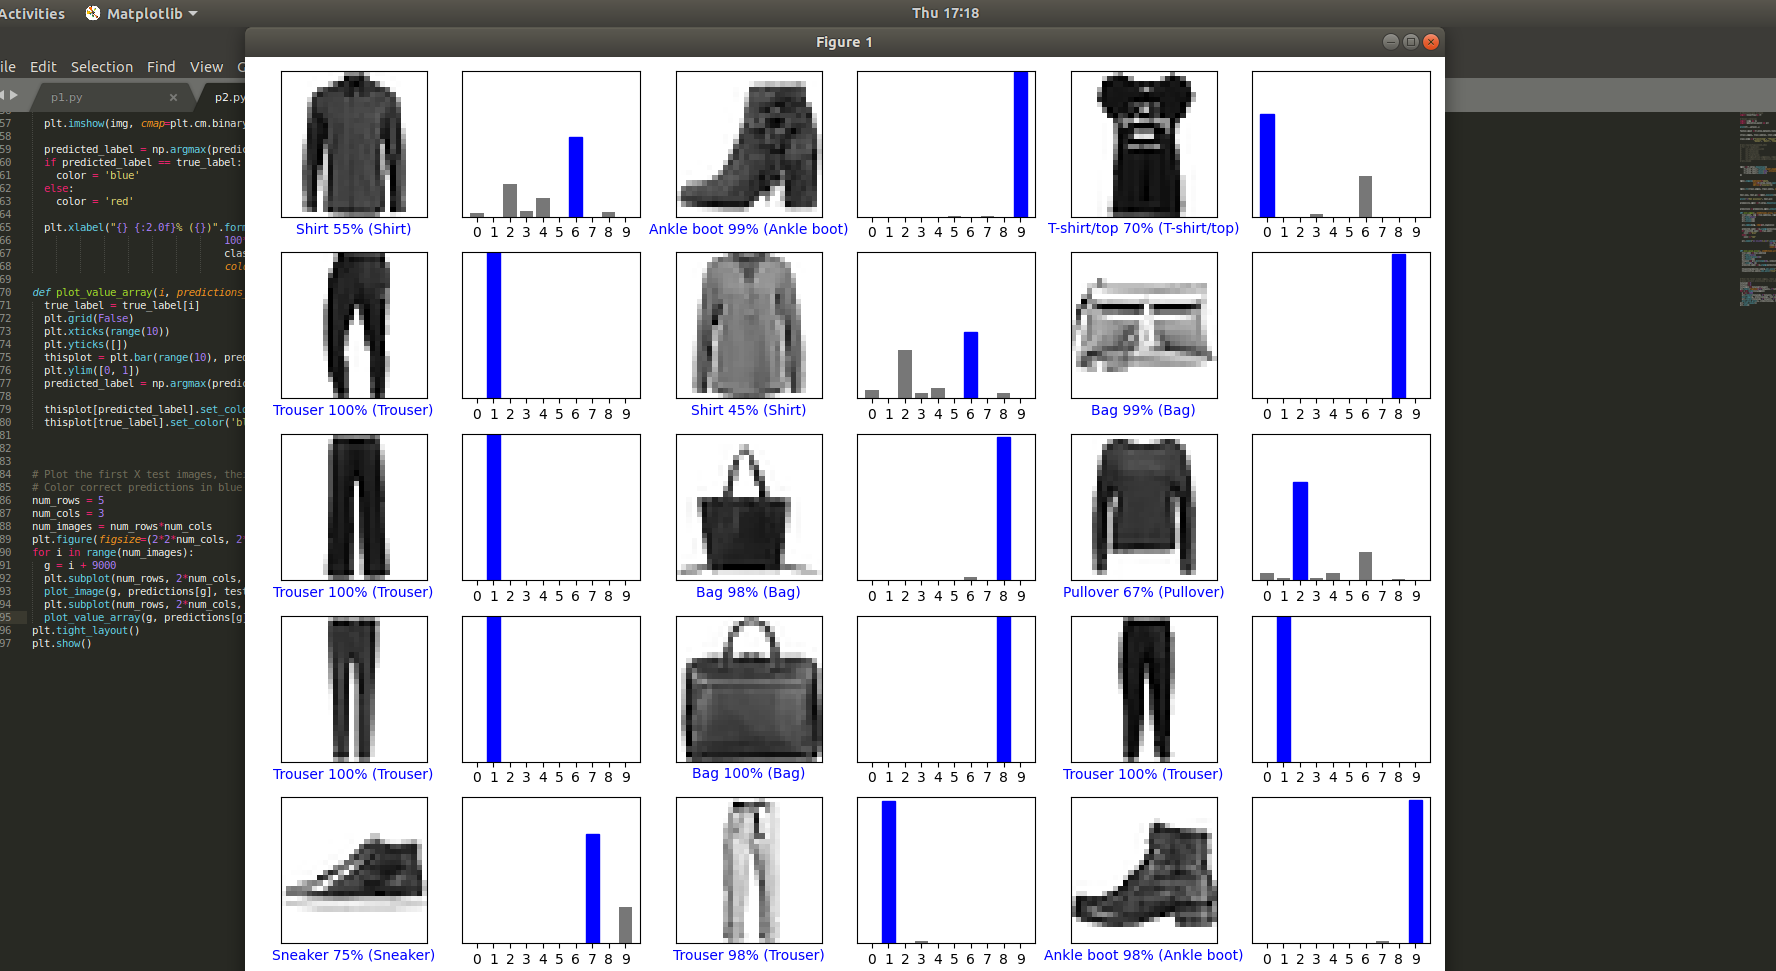 Activities Matplotlib Thu 17:18
Figure 1
Edit Selection Find View
p1.py × p2.py
57 plt.imshow(img, cmap=plt.cm.binary
58
59 predicted_label = np.argmax(predic
60 if predicted_label == true_label:
61 color = 'blue'
62 else:
63 color = 'red'
64
65 plt.xlabel("{} {:2.0f}% ({})".form
66 100
67 clas
68 colo
69
70 def plot_value_array(i, predictions
71 true_label = true_label[i]
72 plt.grid(False)
73 plt.xticks(range(10))
74 plt.yticks([])
75 thisplot = plt.bar(range(10), pred
76 plt.ylim([0, 1])
77 predicted_label = np.argmax(predic
78
79 thisplot[predicted_label].set_colo
80 thisplot[true_label].set_color('bl
81
82
83
84 # Plot the first X test images, thei
85 # Color correct predictions in blue
86 num_rows = 5
87 num_cols = 3
88 num_images = num_rows*num_cols
89 plt.figure(figsize=(2*2*num_cols, 2
90 for i in range(num_images):
91 g = i + 9000
92 plt.subplot(num_rows, 2*num_cols,
93 plot_image(g, predictions[g], test
94 plt.subplot(num_rows, 2*num_cols,
95 plot_value_array(g, predictions[g]
96 plt.tight_layout()
97 plt.show()
Shirt 55% (Shirt) 0 1 2 3 4 5 6 7 8 9 Ankle boot 99% (Ankle boot) 0 1 2 3 4 5 6 7 8 9 T-shirt/top 70% (T-shirt/top) 0 1 2 3 4 5 6 7 8 9
Trouser 100% (Trouser) 0 1 2 3 4 5 6 7 8 9 Shirt 45% (Shirt) 0 1 2 3 4 5 6 7 8 9 Bag 99% (Bag) 0 1 2 3 4 5 6 7 8 9
Trouser 100% (Trouser) 0 1 2 3 4 5 6 7 8 9 Bag 98% (Bag) 0 1 2 3 4 5 6 7 8 9 Pullover 67% (Pullover) 0 1 2 3 4 5 6 7 8 9
Trouser 100% (Trouser) 0 1 2 3 4 5 6 7 8 9 Bag 100% (Bag) 0 1 2 3 4 5 6 7 8 9 Trouser 100% (Trouser) 0 1 2 3 4 5 6 7 8 9
Sneaker 75% (Sneaker) 0 1 2 3 4 5 6 7 8 9 Trouser 98% (Trouser) 0 1 2 3 4 5 6 7 8 9 Ankle boot 98% (Ankle boot) 0 1 2 3 4 5 6 7 8 9